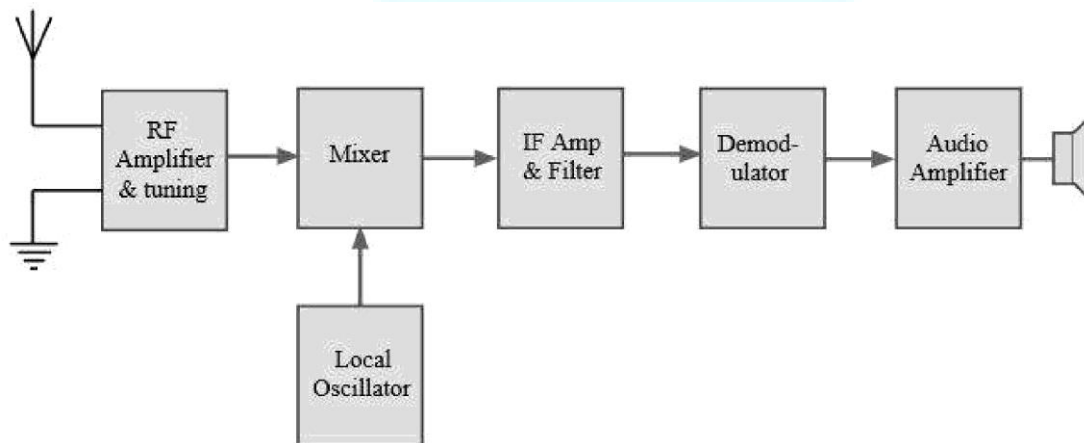 RF
Amplifier
& tuning
Mixer
IF Amp
& Filter
Demod-
ulator
Audio
Amplifier
Local
Oscillator